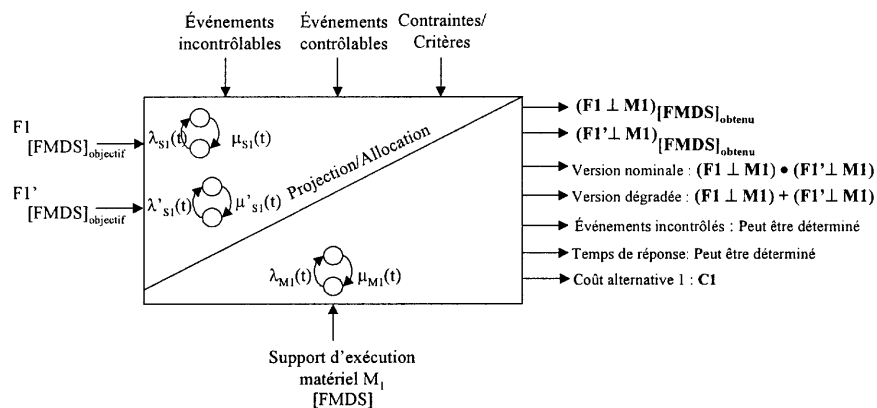 Événements
incontrôlables
Événements
contrôlables
Contraintes/
Critères
F1
[FMDS]objectif
F1'
[FMDS]objectif
λS1(t) μS1(t)
λ'S1(t) μ'S1(t)
Projection/Allocation
λM1(t) μM1(t)
(F1 ⊥ M1)[FMDS]obtenu
(F1' ⊥ M1)[FMDS]obtenu
Version nominale : (F1 ⊥ M1) • (F1' ⊥ M1)
Version dégradée : (F1 ⊥ M1) + (F1' ⊥ M1)
Événements incontrôlés : Peut être déterminé
Temps de réponse: Peut être déterminé
Coût alternative 1 : C1
Support d'exécution
matériel M1
[FMDS]